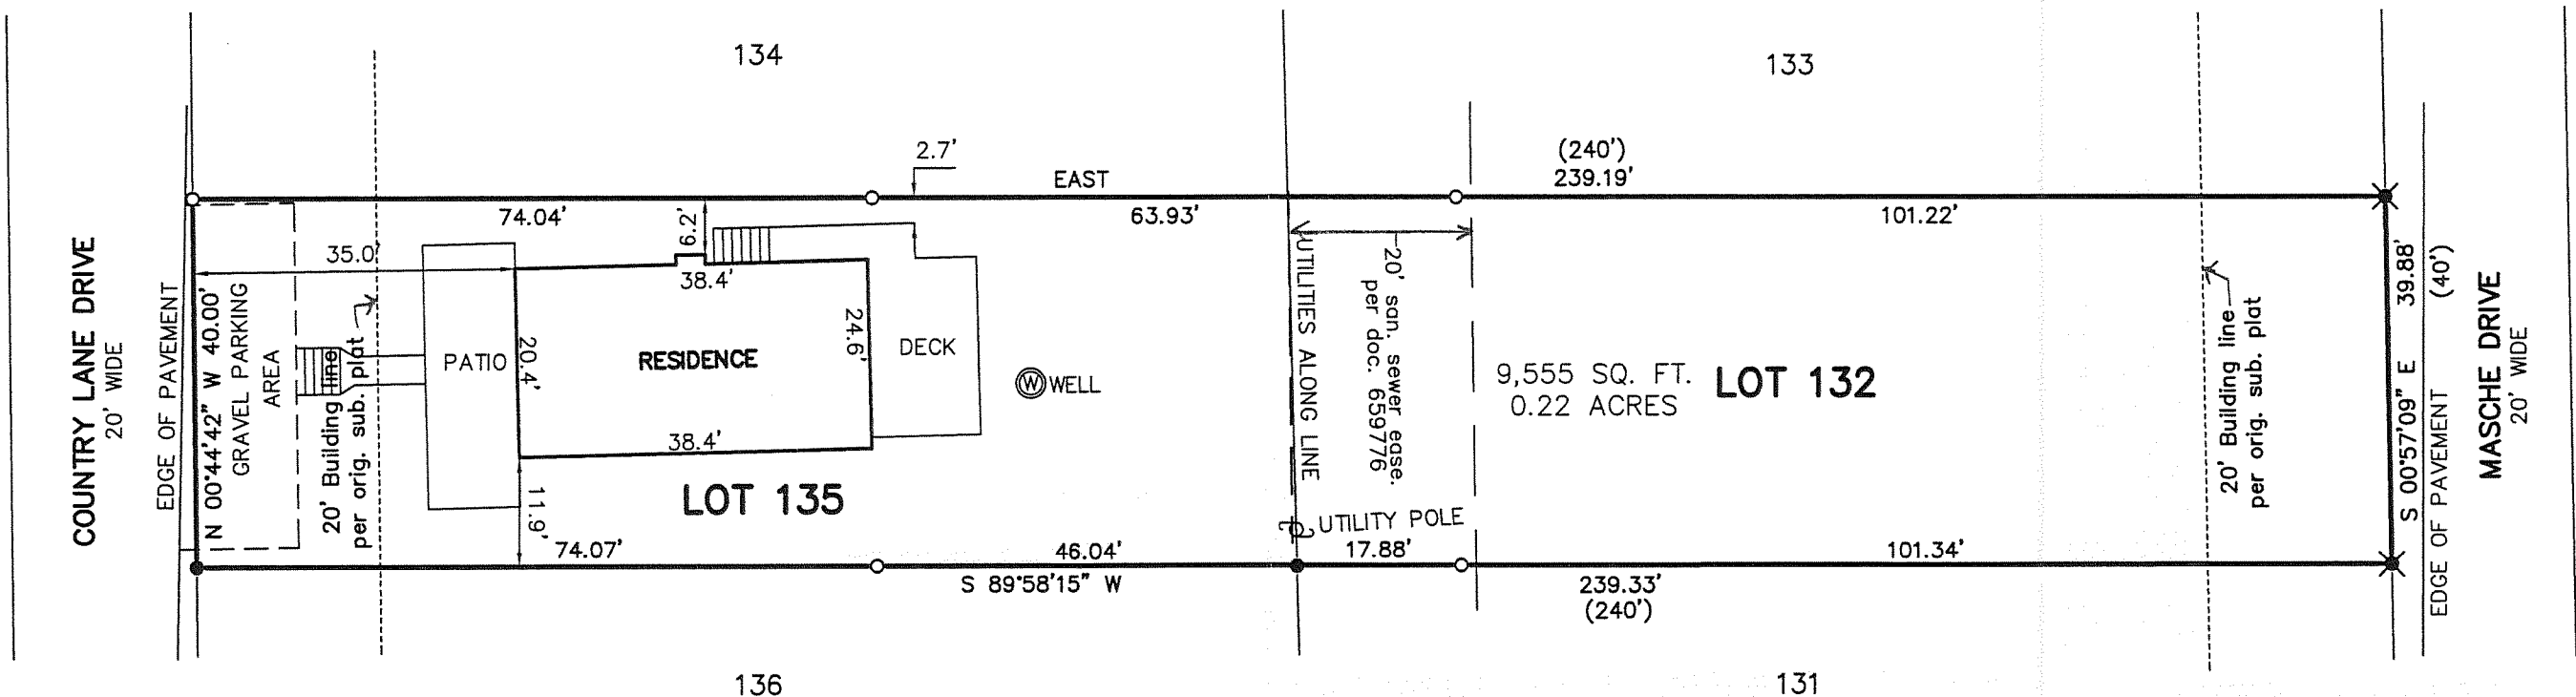 134
133
2.7'
(240')
239.19'
EAST
74.04'
63.93'
101.22'
6.2'
35.0'
38.4'
COUNTRY LANE DRIVE
20' WIDE
EDGE OF PAVEMENT
N 00°44'42" W 40.00'
GRAVEL PARKING
AREA
20' Building line
per orig. sub. plat
PATIO
20.4'
RESIDENCE
24.6'
DECK
W WELL
38.4'
11.9'
LOT 135
UTILITIES ALONG LINE
20' san. sewer ease.
per doc. 659776
UTILITY POLE
9,555 SQ. FT.
0.22 ACRES
LOT 132
20' Building line
per orig. sub. plat
S 00°57'09" E 39.88'
(40')
EDGE OF PAVEMENT
MASCHE DRIVE
20' WIDE
74.07'
46.04'
17.88'
101.34'
S 89°58'15" W
239.33'
(240')
136
131